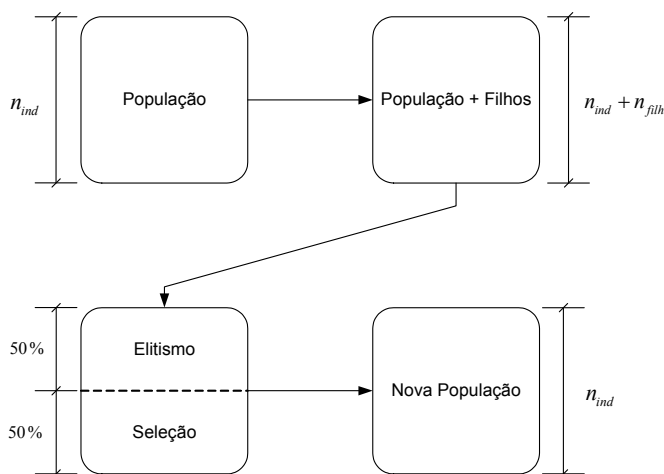 n_ind
População
População + Filhos
n_ind + n_filh
50%
Elitismo
50%
Seleção
Nova População
n_ind